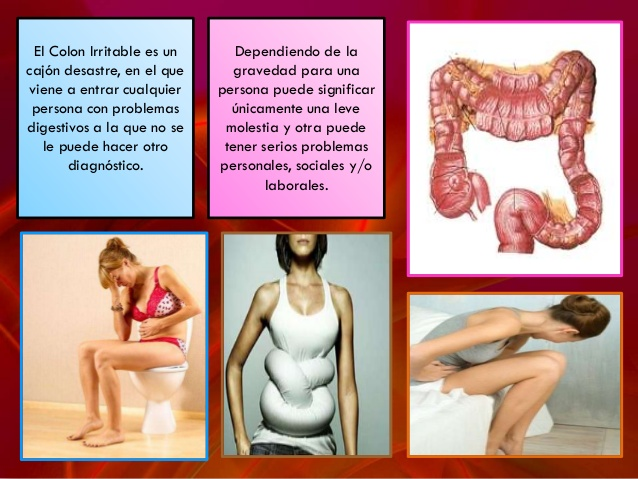 El Colon Irritable es un
cajón desastre, en el que
viene a entrar cualquier
persona con problemas
digestivos a la que no se
le puede hacer otro
diagnóstico.
Dependiendo de la
gravedad para una
persona puede significar
únicamente una leve
molestia y otra puede
tener serios problemas
personales, sociales y/o
laborales.